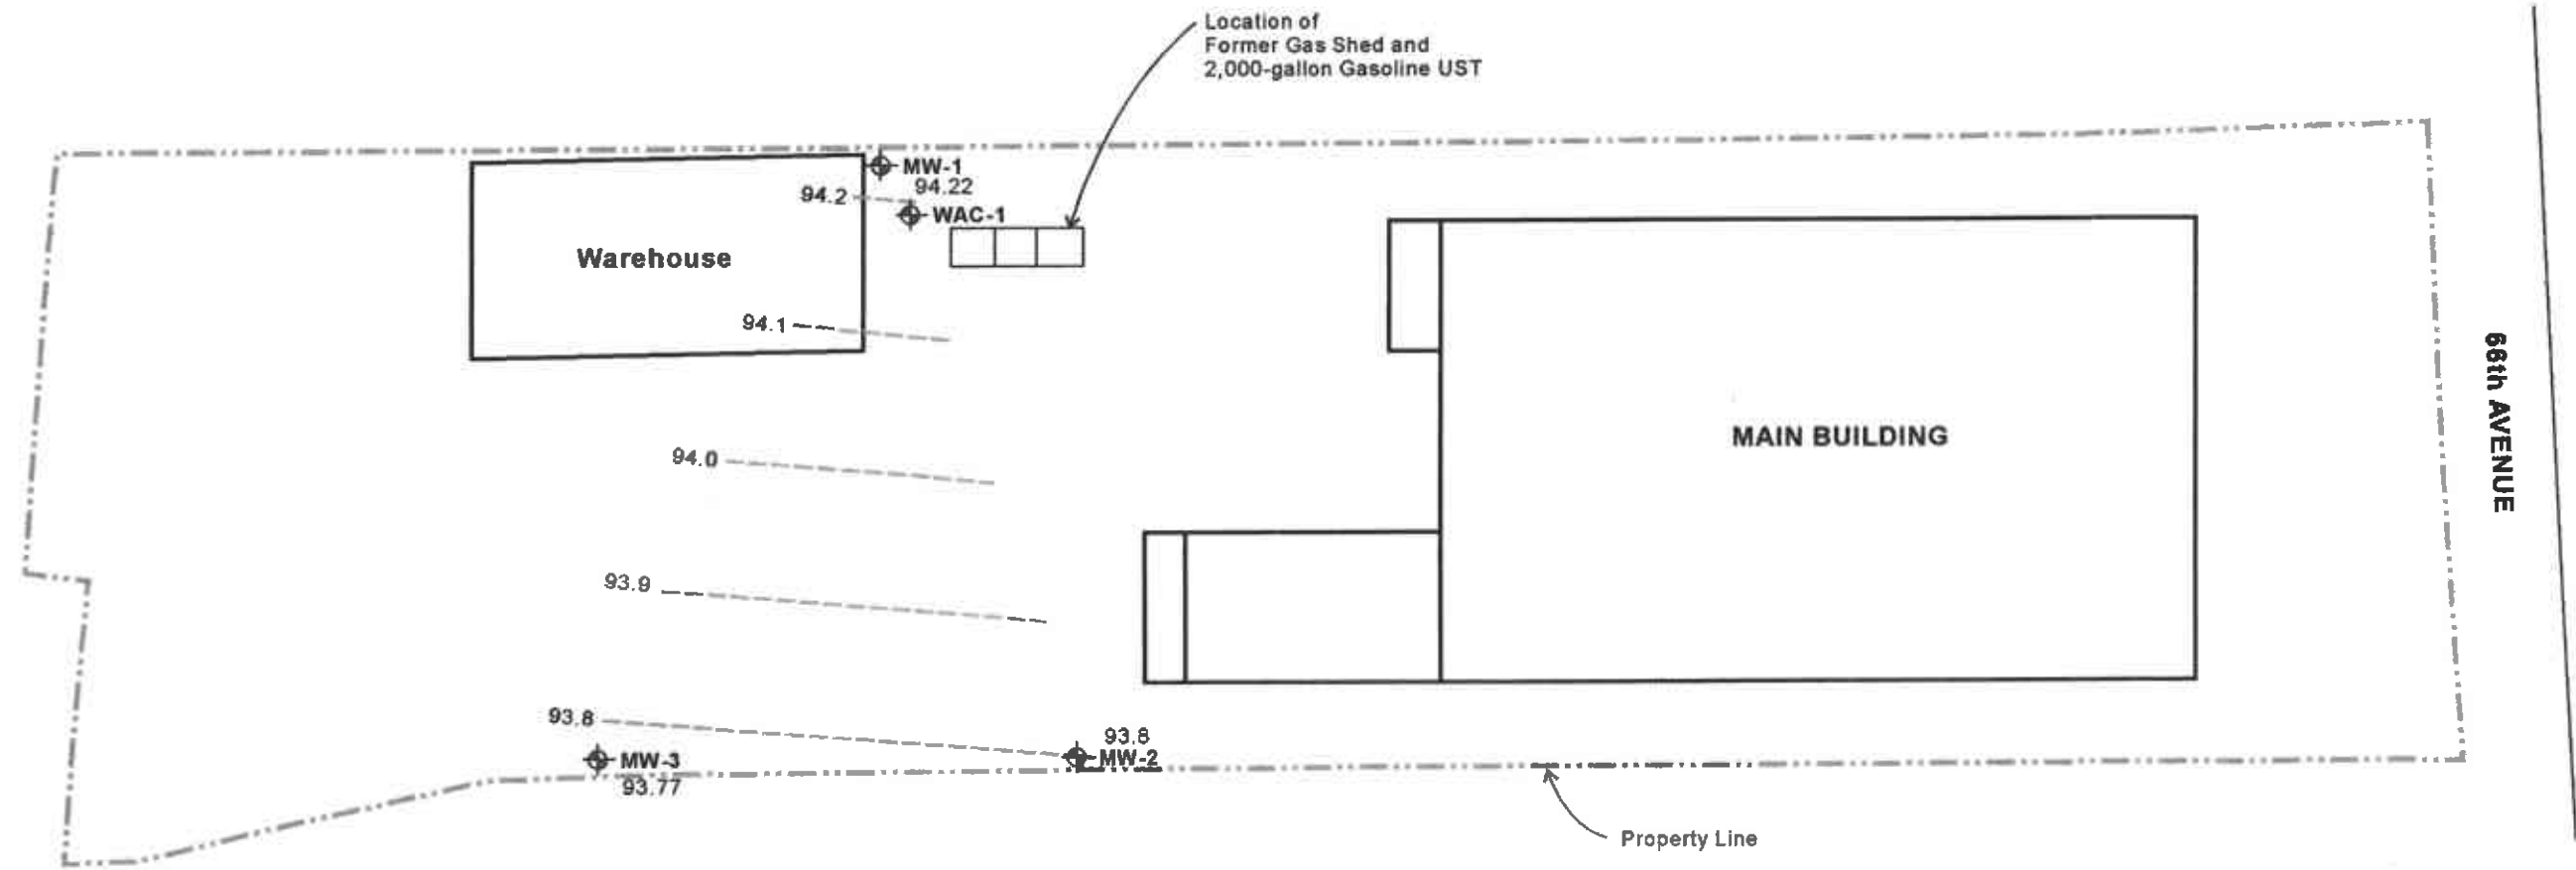 Location of
Former Gas Shed and
2,000-gallon Gasoline UST
MW-1
94.22
94.2
WAC-1
Warehouse
94.1
94.0
MAIN BUILDING
66th AVENUE
93.9
93.8
93.8
MW-2
MW-3
93.77
Property Line